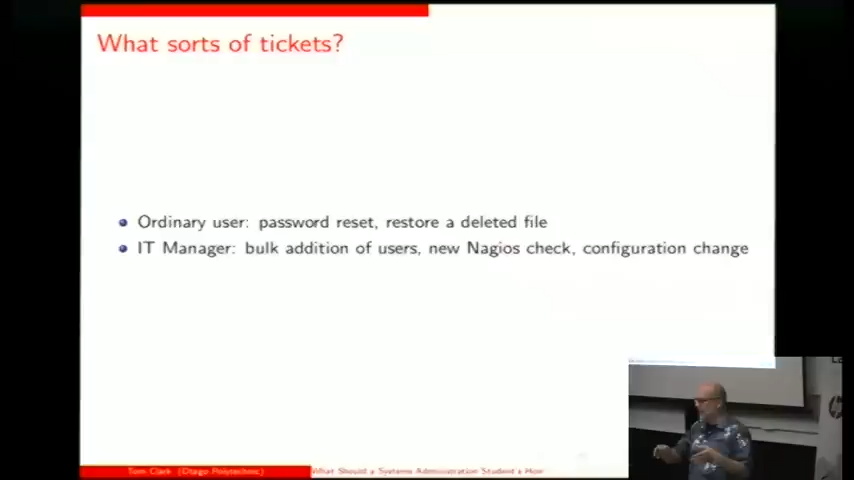 What sorts of tickets?
Ordinary user: password reset, restore a deleted file
IT Manager: bulk addition of users, new Nagios check, configuration change
Tom Clark (Otago Polytechnic)
What Should a Systems Administration Student's Hom